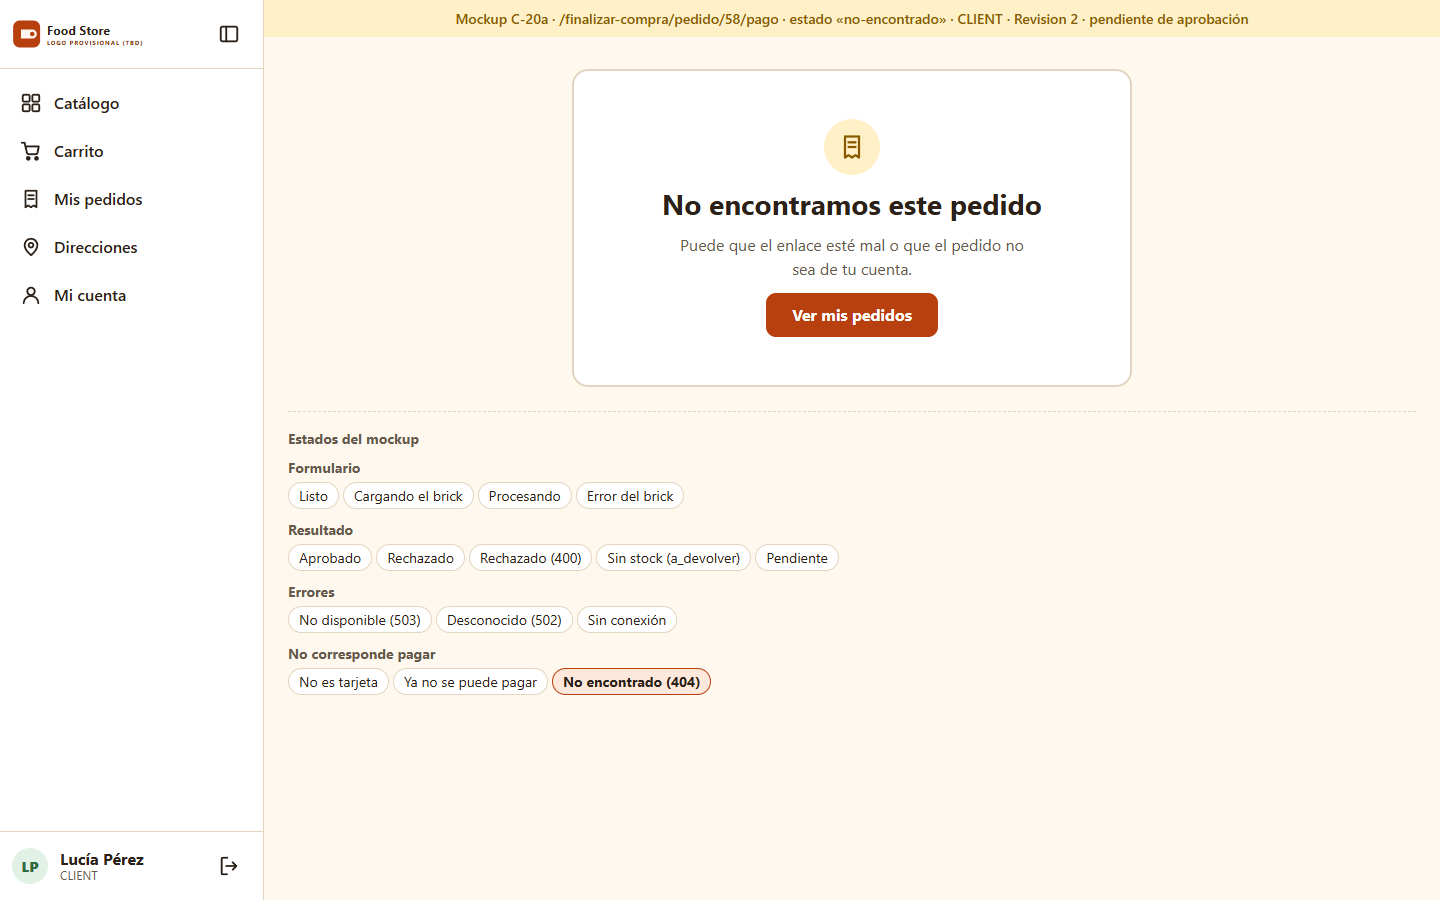 Food Store
LOGO PROVISIONAL (TBD)
Catálogo
Carrito
Mis pedidos
Direcciones
Mi cuenta
LP
Lucía Pérez
CLIENT
Mockup C-20a · /finalizar-compra/pedido/58/pago · estado «no-encontrado» · CLIENT · Revision 2 · pendiente de aprobación
No encontramos este pedido
Puede que el enlace esté mal o que el pedido no
sea de tu cuenta.
Ver mis pedidos
Estados del mockup
Formulario
Listo Cargando el brick Procesando Error del brick
Resultado
Aprobado Rechazado Rechazado (400) Sin stock (a_devolver) Pendiente
Errores
No disponible (503) Desconocido (502) Sin conexión
No corresponde pagar
No es tarjeta Ya no se puede pagar No encontrado (404)